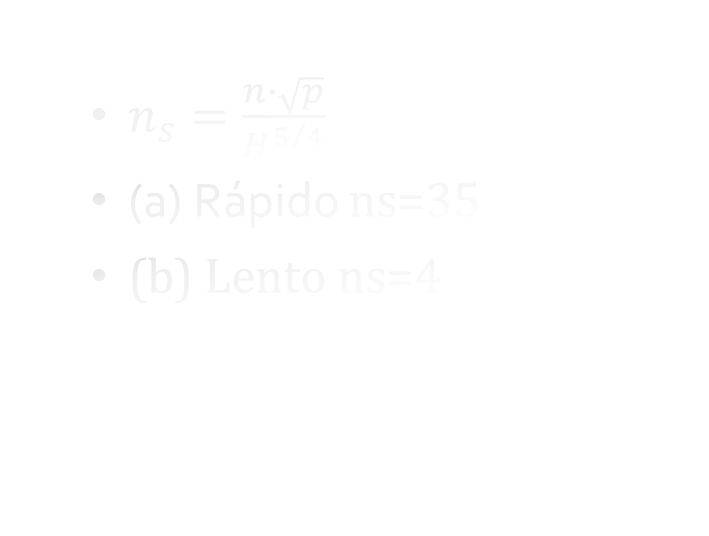 • n_s = n·√p / H^5/4
• (a) Rápido ns=35
• (b) Lento ns=4